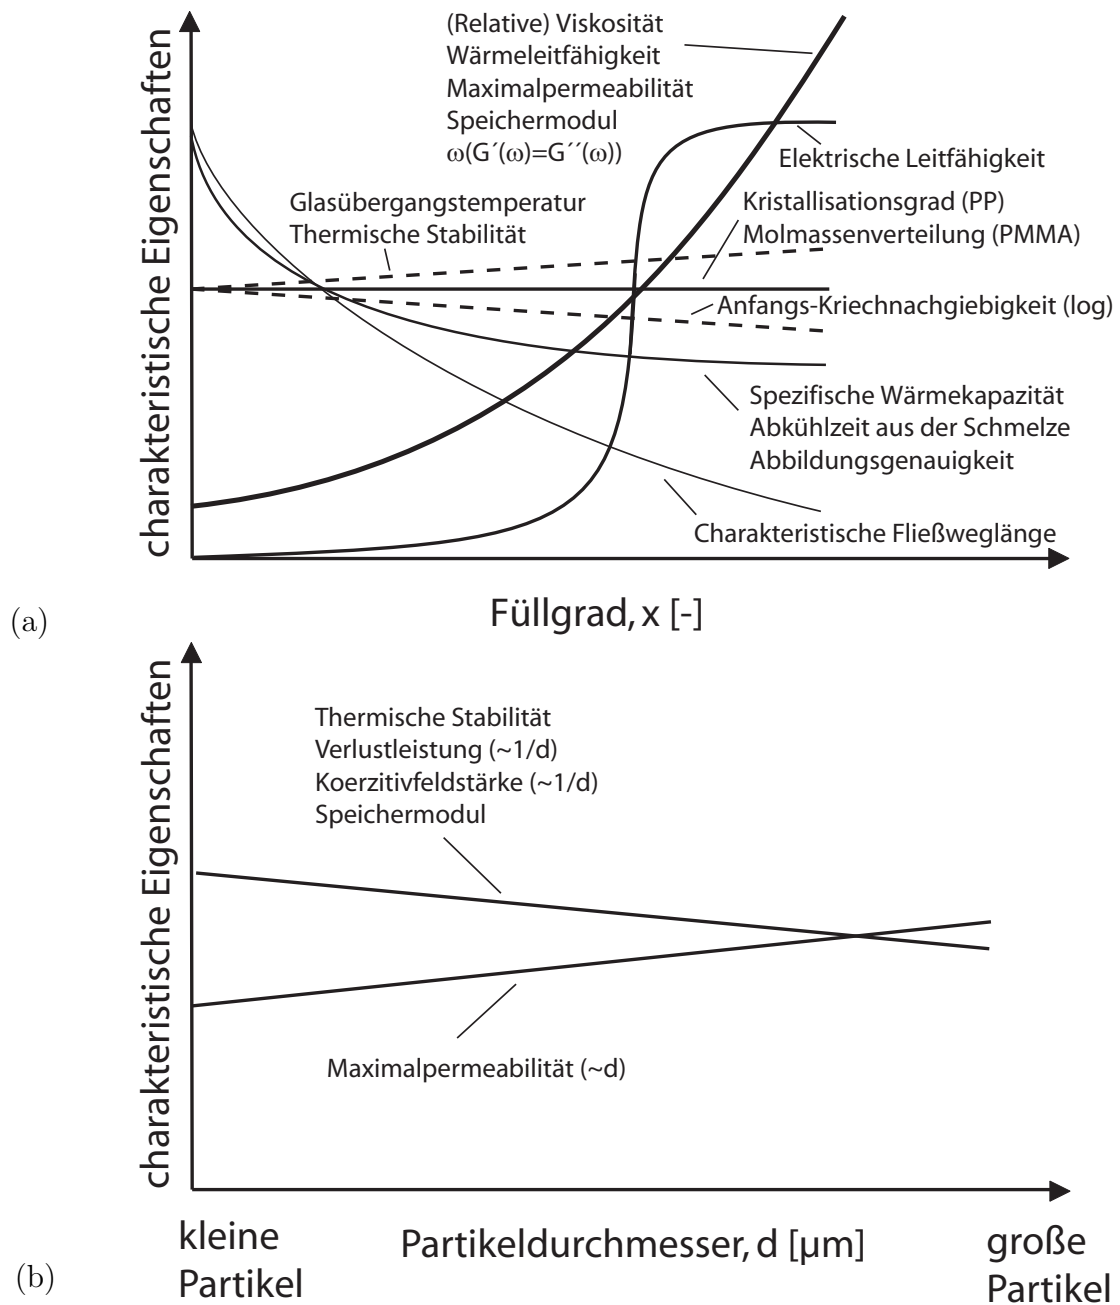 (Relative) Viskosität
Wärmeleitfähigkeit
Maximalpermeabilität
Speichermodul
ω(G´(ω)=G´´(ω))
Elektrische Leitfähigkeit
Glasübergangstemperatur
Thermische Stabilität
Kristallisationsgrad (PP)
Molmassenverteilung (PMMA)
Anfangs-Kriechnachgiebigkeit (log)
Spezifische Wärmekapazität
Abkühlzeit aus der Schmelze
Abbildungsgenauigkeit
Charakteristische Fließweglänge
charakteristische Eigenschaften
Füllgrad, x [-]
(a)
Thermische Stabilität
Verlustleistung (~1/d)
Koerzitivfeldstärke (~1/d)
Speichermodul
Maximalpermeabilität (~d)
charakteristische Eigenschaften
kleine
Partikel
Partikeldurchmesser, d [µm]
große
Partikel
(b)